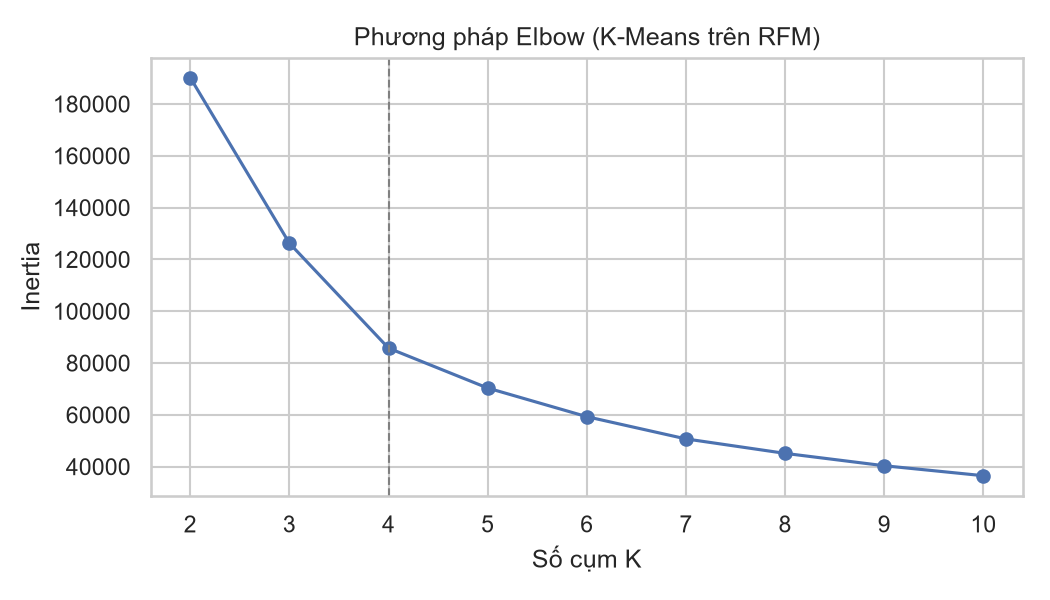 Phương pháp Elbow (K-Means trên RFM)
Inertia
180000
160000
140000
120000
100000
80000
60000
40000
2 3 4 5 6 7 8 9 10
Số cụm K